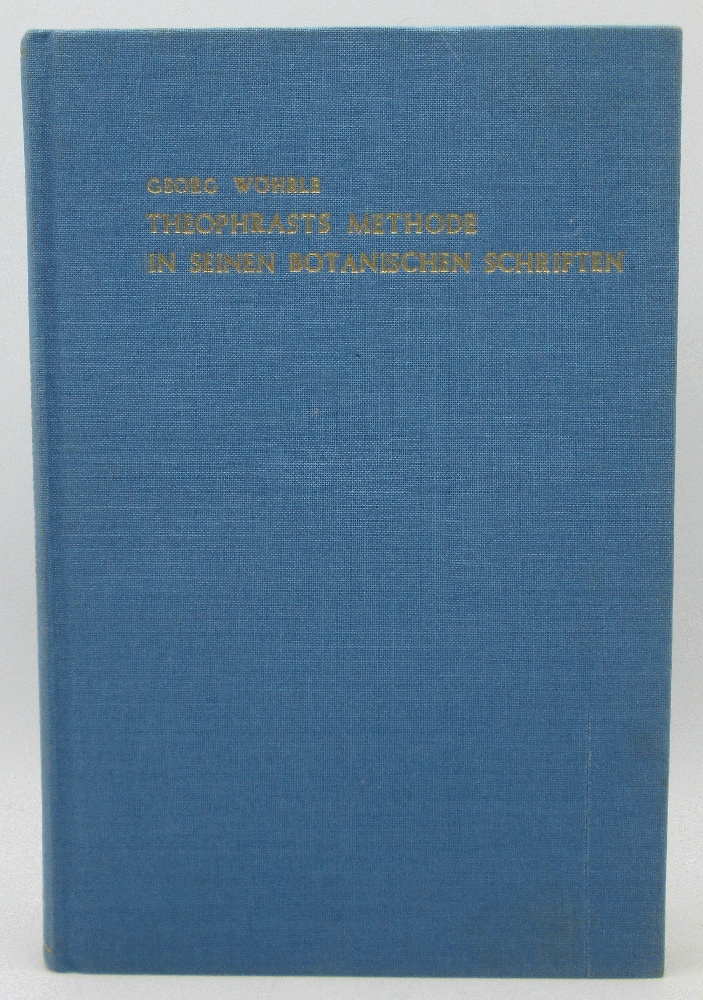 GEORG WÖHRLE
THEOPHRASTS METHODE
IN SEINEN BOTANISCHEN SCHRIFTEN